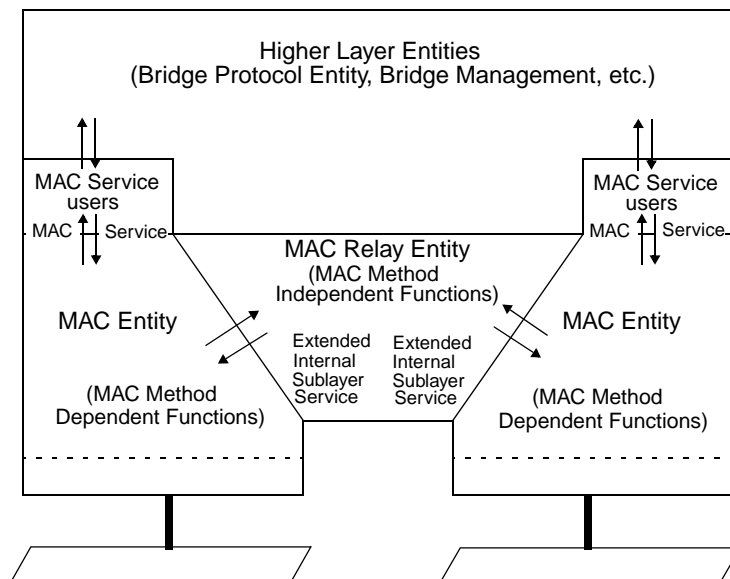 Higher Layer Entities
(Bridge Protocol Entity, Bridge Management, etc.)
MAC Service
users
MAC Service
MAC Service
users
MAC Service
MAC Relay Entity
(MAC Method
Independent Functions)
MAC Entity
MAC Entity
Extended
Internal
Sublayer
Service
Extended
Internal
Sublayer
Service
(MAC Method
Dependent Functions)
(MAC Method
Dependent Functions)